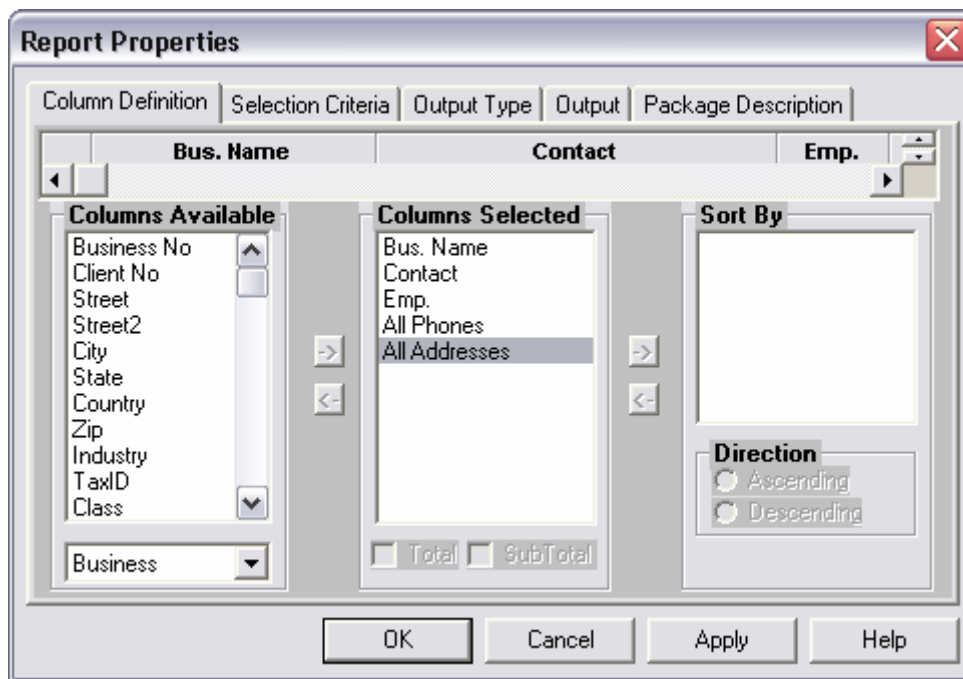 Report Properties
Column Definition Selection Criteria Output Type Output Package Description
Bus. Name Contact Emp.
Columns Available
Business No
Client No
Street
Street2
City
State
Country
Zip
Industry
TaxID
Class
Business
Columns Selected
Bus. Name
Contact
Emp.
All Phones
All Addresses
Total SubTotal
->
<-
->
<-
Sort By
Direction
Ascending
Descending
OK Cancel Apply Help